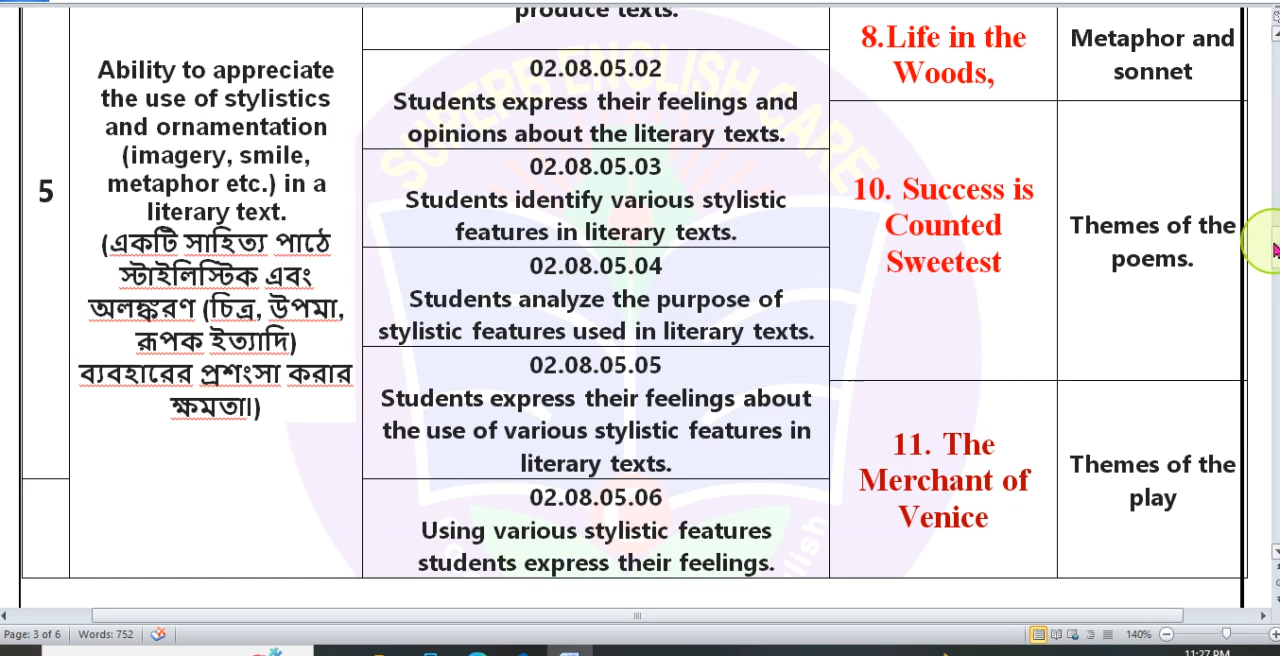 produce texts.
5
Ability to appreciate
the use of stylistics
and ornamentation
(imagery, smile,
metaphor etc.) in a
literary text.
(একটি সাহিত্য পাঠে
স্টাইলিস্টিক এবং
অলঙ্করণ (চিত্র, উপমা,
রূপক ইত্যাদি)
ব্যবহারের প্রশংসা করার
ক্ষমতা।)
02.08.05.02
Students express their feelings and
opinions about the literary texts.
02.08.05.03
Students identify various stylistic
features in literary texts.
02.08.05.04
Students analyze the purpose of
stylistic features used in literary texts.
02.08.05.05
Students express their feelings about
the use of various stylistic features in
literary texts.
02.08.05.06
Using various stylistic features
students express their feelings.
8.Life in the
Woods,
Metaphor and
sonnet
10. Success is
Counted
Sweetest
Themes of the
poems.
11. The
Merchant of
Venice
Themes of the
play
SUPERB ENGLISH CARE
Page: 3 of 6
Words: 752
140%
11:27 PM